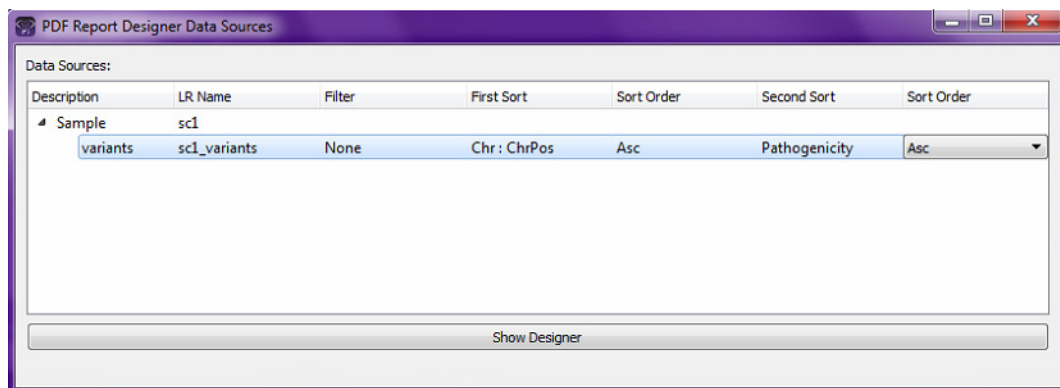 PDF Report Designer Data Sources
Data Sources:
Description LR Name Filter First Sort Sort Order Second Sort Sort Order
Sample sc1
variants sc1_variants None Chr : ChrPos Asc Pathogenicity Asc
Show Designer